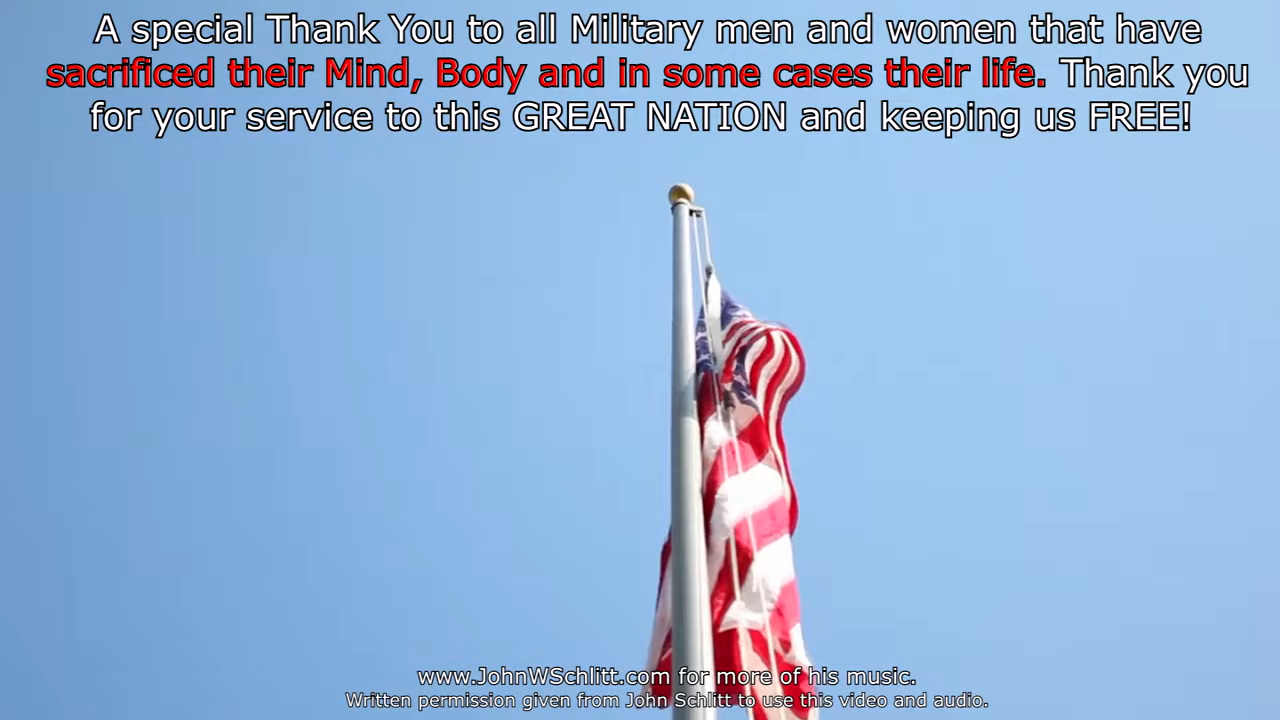 A special Thank You to all Military men and women that have
sacrificed their Mind, Body and in some cases their life. Thank you
for your service to this GREAT NATION and keeping us FREE!
www.JohnWSchlitt.com for more of his music.
Written permission given from John Schlitt to use this video and audio.